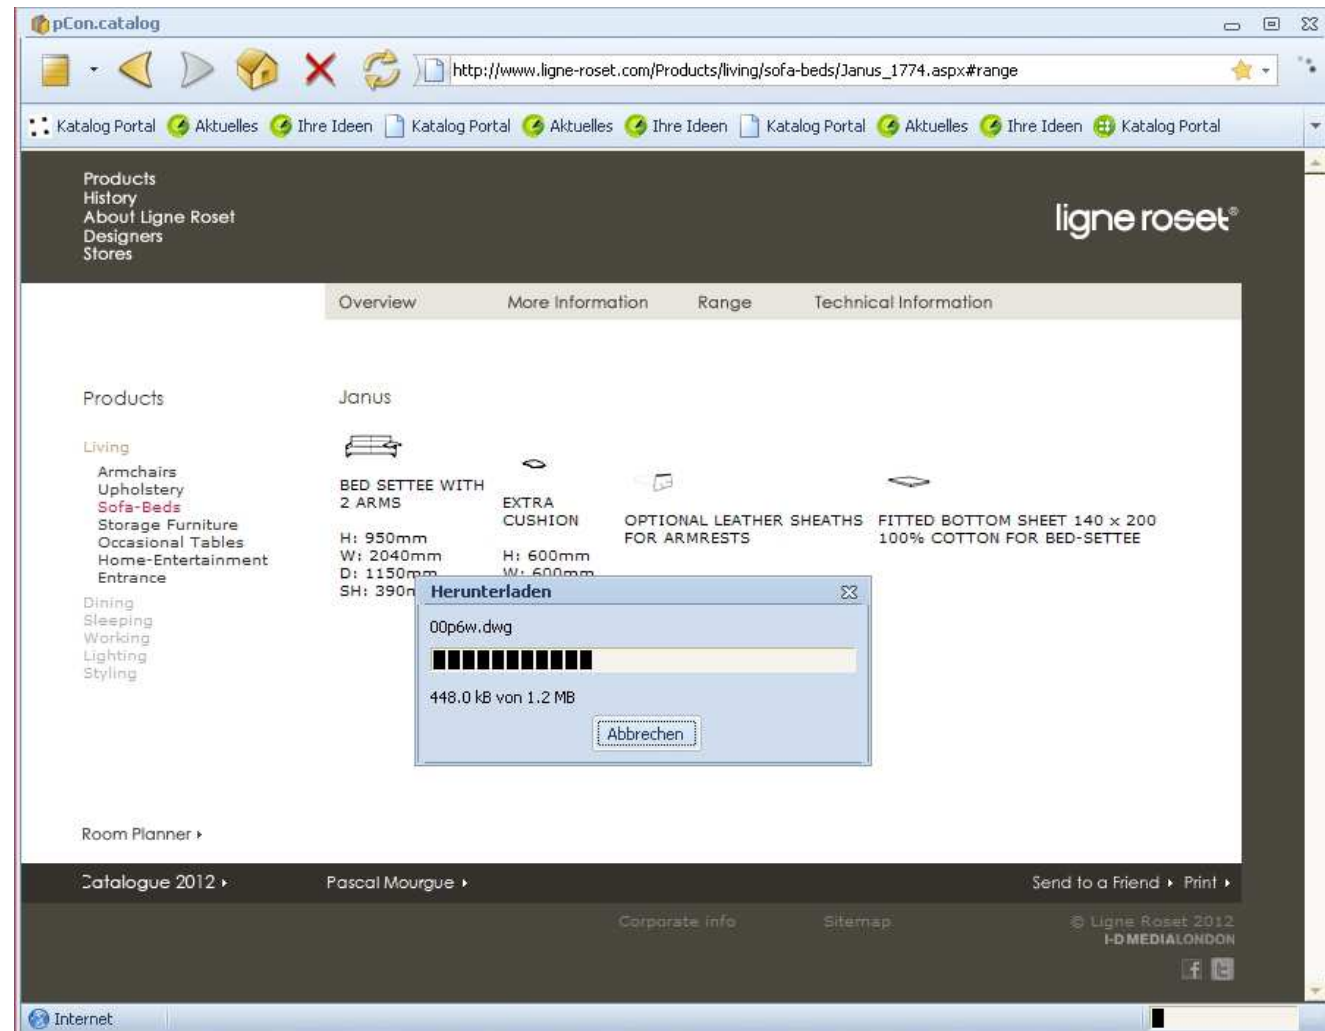 pCon.catalog
http://www.ligne-roset.com/Products/living/sofa-beds/Janus_1774.aspx#range
Katalog Portal Aktuelles Ihre Ideen Katalog Portal Aktuelles Ihre Ideen Katalog Portal Aktuelles Ihre Ideen Katalog Portal
Products
History
About Ligne Roset
Designers
Stores
ligne roset®
Overview More Information Range Technical Information
Products
Living
Armchairs
Upholstery
Sofa-Beds
Storage Furniture
Occasional Tables
Home-Entertainment
Entrance
Dining
Sleeping
Working
Lighting
Styling
Janus
BED SETTEE WITH
2 ARMS
H: 950mm
W: 2040mm
D: 1150mm
SH: 390m
EXTRA
CUSHION
H: 600mm
W: 600mm
OPTIONAL LEATHER SHEATHS
FOR ARMRESTS
FITTED BOTTOM SHEET 140 x 200
100% COTTON FOR BED-SETTEE
Herunterladen
00p6w.dwg
448.0 kB von 1.2 MB
Abbrechen
Room Planner
Catalogue 2012 Pascal Mourgue Send to a Friend Print
Corporate info Sitemap © Ligne Roset 2012
I-D MEDIALONDON
Internet